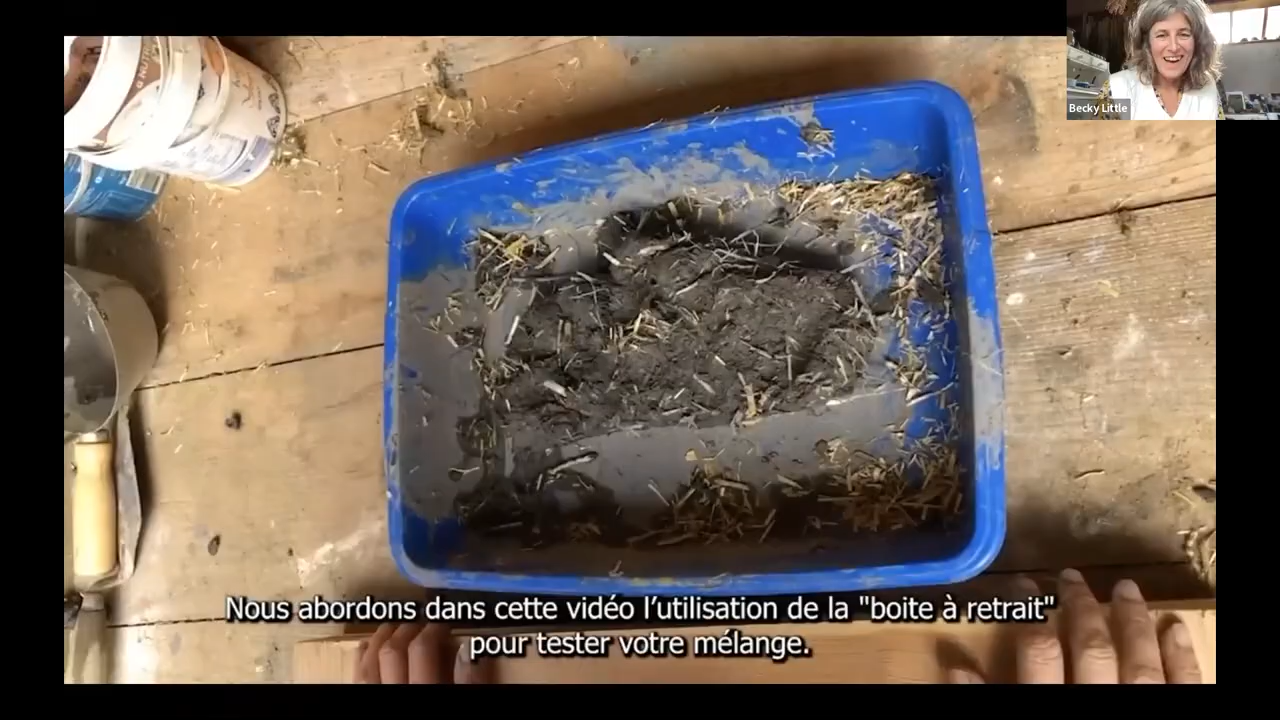 Becky Little
Nous abordons dans cette vidéo l'utilisation de la "boite à retrait"
pour tester votre mélange.